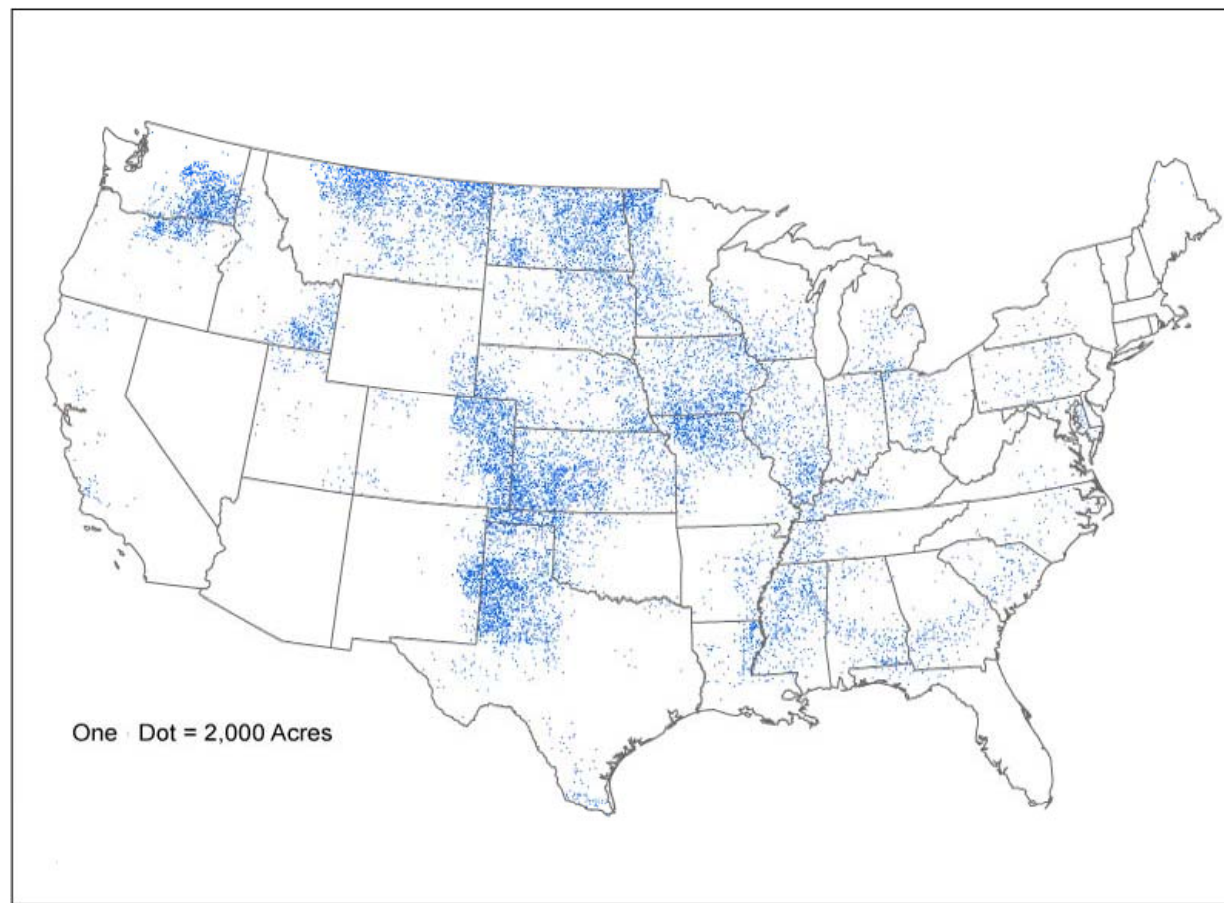 One Dot = 2,000 Acres